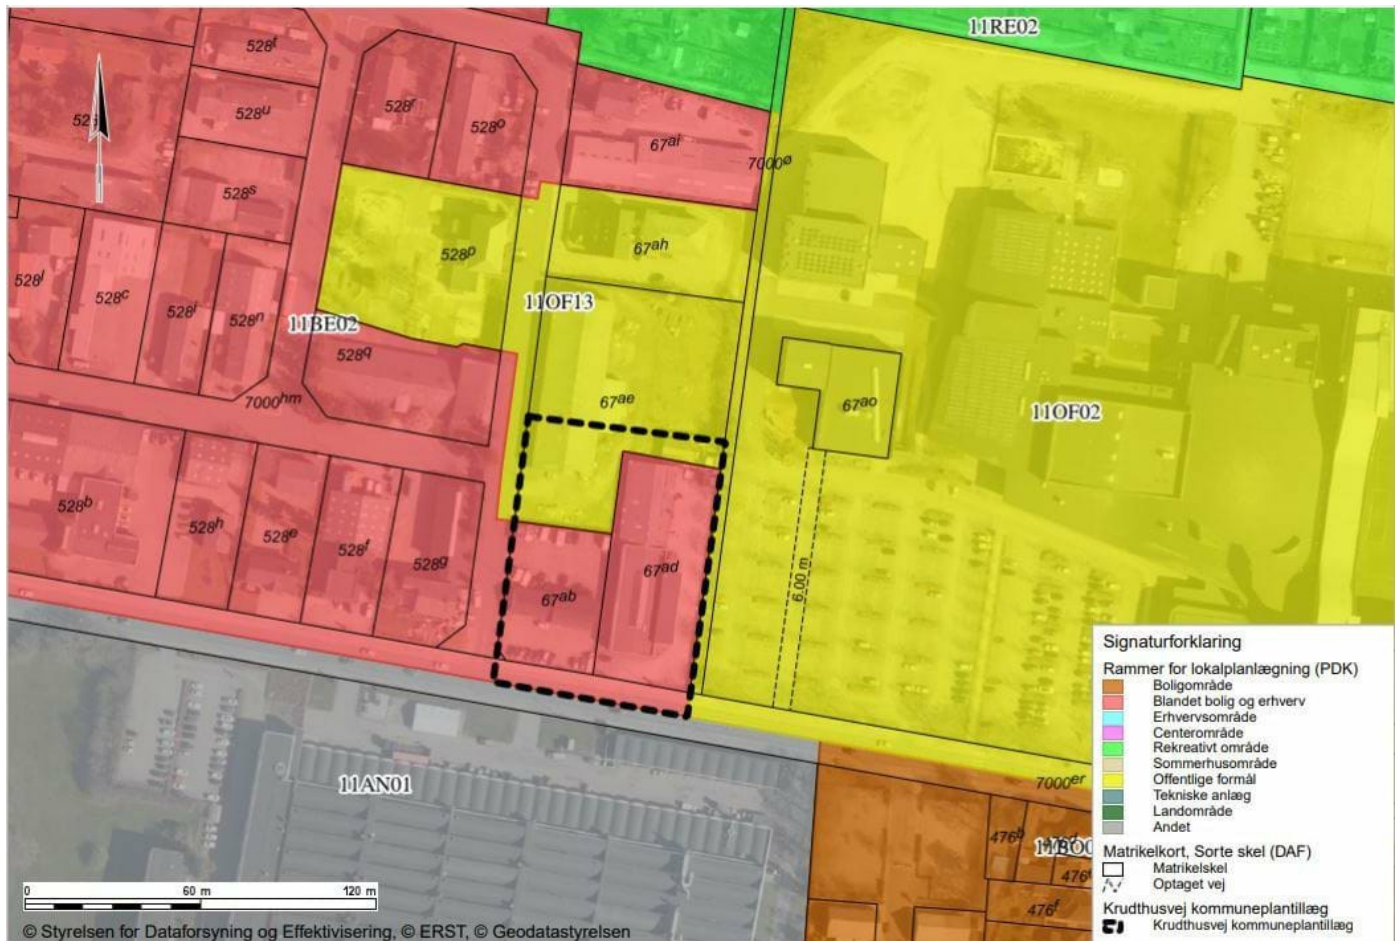 11RE02
528t
528u
528r
528o
67ai
7000ø
528s
528p
67ah
528l
528c
528i
528n
11OF13
11BE02
528q
7000hm
67ae
67ao
11OF02
528b
528h
528e
528f
528g
67ab
67ad
6,00 m
11AN01
7000er
476b
476f
0 60 m 120 m
© Styrelsen for Dataforsyning og Effektivisering, © ERST, © Geodatastyrelsen
Signaturforklaring
Rammer for lokalplanlægning (PDK)
Boligområde
Blandet bolig og erhverv
Erhvervsområde
Centerområde
Rekreativt område
Sommerhusområde
Offentlige formål
Tekniske anlæg
Landområde
Andet
Matrikelkort, Sorte skel (DAF)
Matrikelskel
Optaget vej
Krudthusvej kommuneplantillæg
Krudthusvej kommuneplantillæg